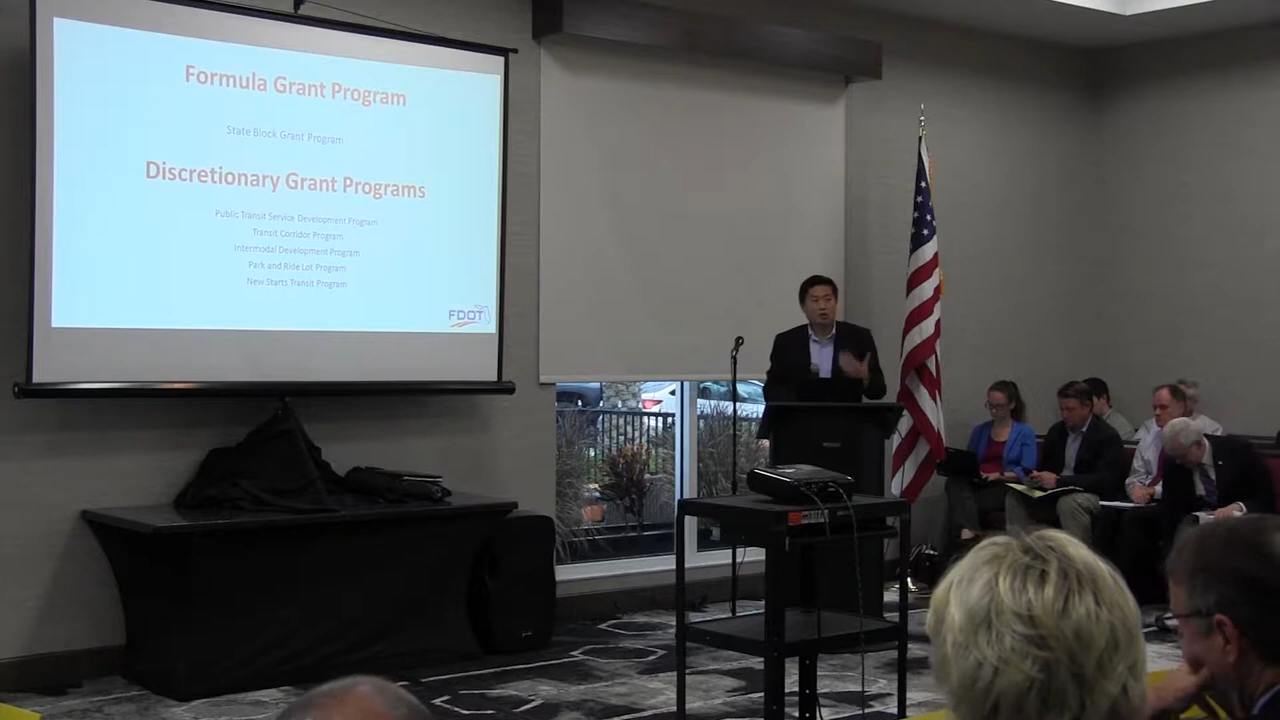 Formula Grant Program
State Block Grant Program
Discretionary Grant Programs
Public Transit Service Development Program
Transit Corridor Program
Intermodal Development Program
Park and Ride Lot Program
New Starts Transit Program
FDOT